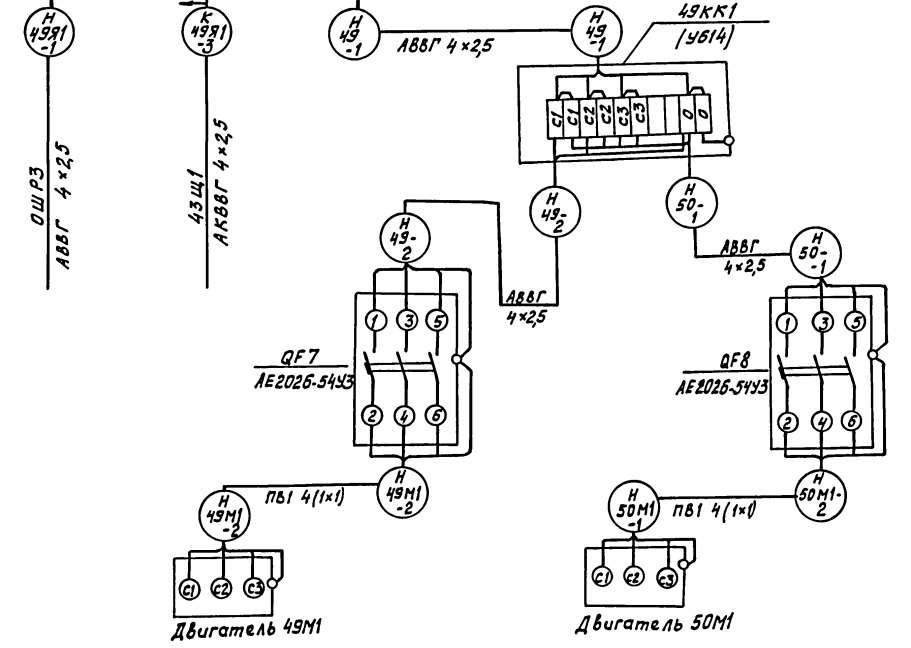 Н
49Я1
-1
К
49Я1
-3
Н
49
-1
АВВГ 4×2,5
Н
49
-1
49КК1
(У614)
С1 С1 С2 С2 С3 С3 0 0
ОШР3
АВВГ 4×2,5
43Щ1
АКВВГ 4×2,5
Н
49-
2
Н
49-
2
Н
50-
1
АВВГ
4×2,5
Н
50-
-1
АВВГ
4×2,5
1 3 5
QF7
АЕ2026-54У3
2 4 6
1 3 5
QF8
АЕ2026-54У3
2 4 6
Н
49М1
-2
ПВ1 4(1×1)
Н
49М1
-2
Н
50М1
-1
ПВ1 4(1×1)
Н
50М1-
2
С1 С2 С3
Двигатель 49М1
С1 С2 С3
Двигатель 50М1